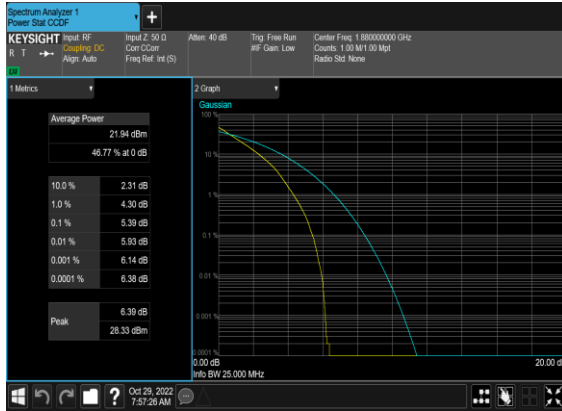 Spectrum Analyzer 1
Power Stat CCDF
KEYSIGHT
R T
LU
Input: RF
Coupling: DC
Align: Auto
Input Z: 50 Ω
Corr CCorr
Freq Ref: Int (S)
Atten: 40 dB
Trig: Free Run
#IF Gain: Low
Center Freq: 1.880000000 GHz
Counts: 1.00 M/1.00 Mpt
Radio Std: None
1 Metrics
Average Power
21.94 dBm
46.77 % at 0 dB
10.0 % 2.31 dB
1.0 % 4.30 dB
0.1 % 5.39 dB
0.01 % 5.93 dB
0.001 % 6.14 dB
0.0001 % 6.38 dB
Peak
6.39 dB
28.33 dBm
2 Graph
Gaussian
100 %
10 %
1 %
0.1 %
0.01 %
0.001 %
0.0001 %
0.00 dB
20.00 d
Info BW 25.000 MHz
?
Oct 29, 2022
7:57:26 AM